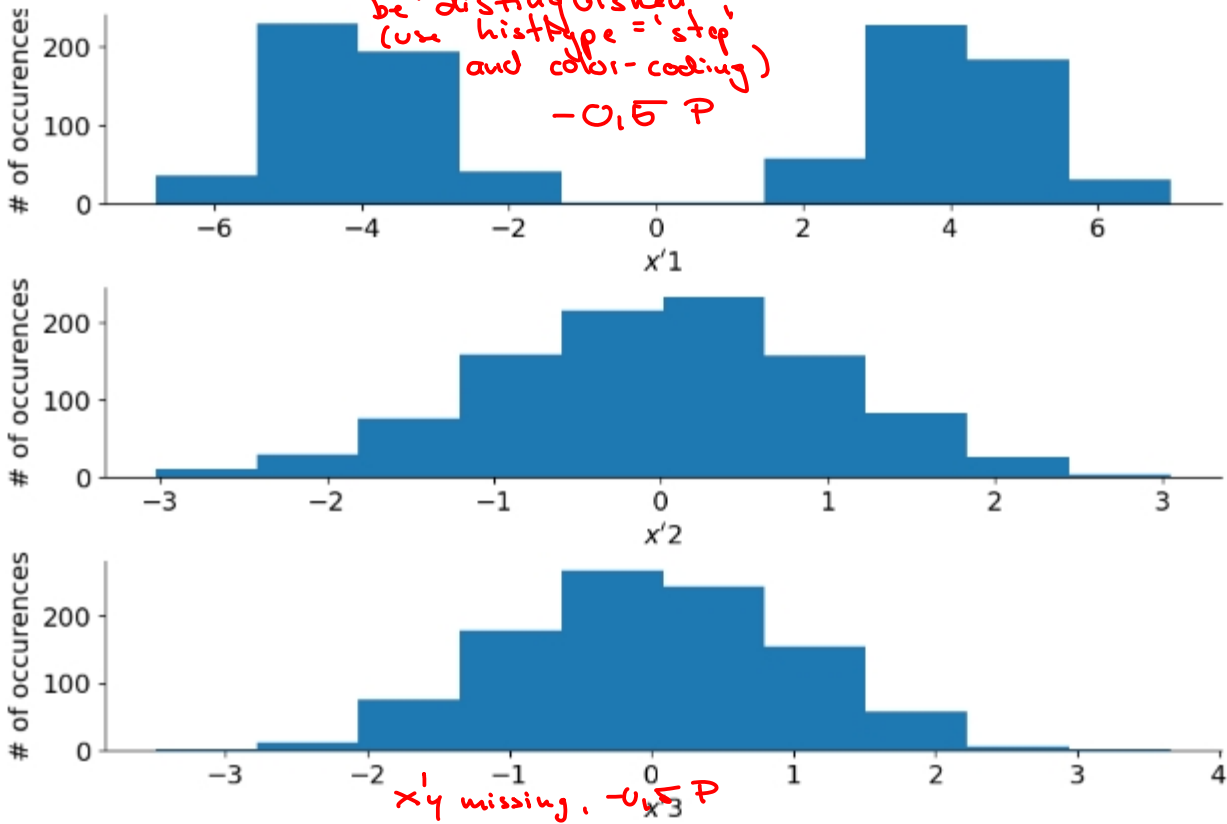 be distinguished
(use histtype = 'step'
and color-coding)
-0,5 P
# of occurences
200
100
0
−6 −4 −2 0 2 4 6
x′1
# of occurences
200
100
0
−3 −2 −1 0 1 2 3
x′2
# of occurences
200
100
0
−3 −2 −1 0 1 2 3 4
x'4 missing, -0,5 P
x′3